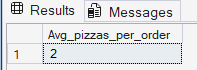 Results Messages
Avg_pizzas_per_order
1 2